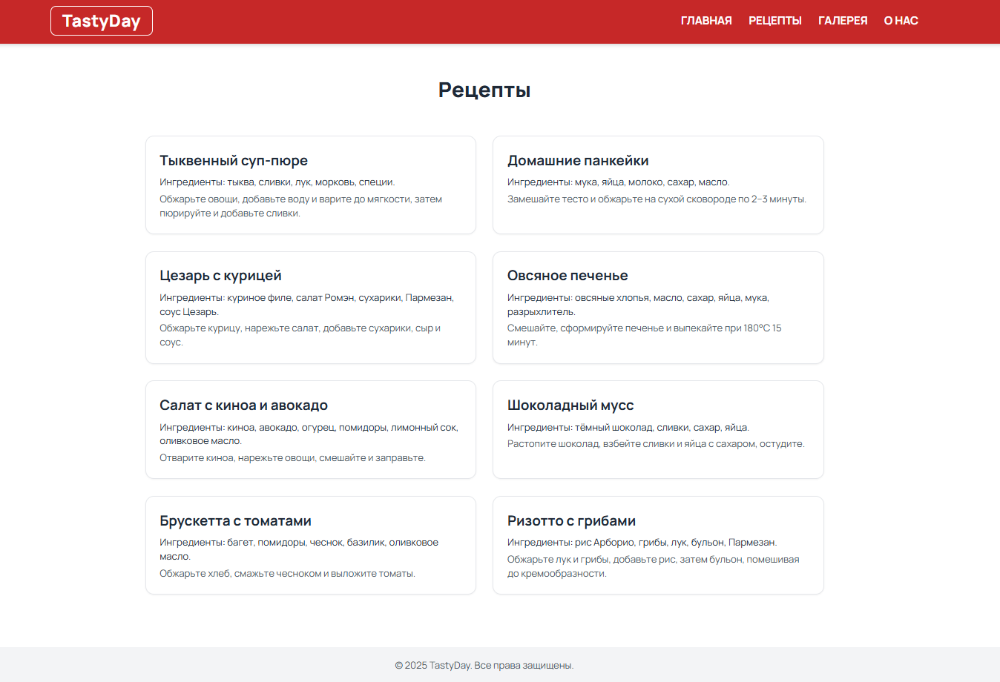 TastyDay
ГЛАВНАЯ РЕЦЕПТЫ ГАЛЕРЕЯ О НАС
Рецепты
Тыквенный суп-пюре
Ингредиенты: тыква, сливки, лук, морковь, специи.
Обжарьте овощи, добавьте воду и варите до мягкости, затем
пюрируйте и добавьте сливки.
Домашние панкейки
Ингредиенты: мука, яйца, молоко, сахар, масло.
Замешайте тесто и обжарьте на сухой сковороде по 2–3 минуты.
Цезарь с курицей
Ингредиенты: куриное филе, салат Ромэн, сухарики, Пармезан,
соус Цезарь.
Обжарьте курицу, нарежьте салат, добавьте сухарики, сыр и
соус.
Овсяное печенье
Ингредиенты: овсяные хлопья, масло, сахар, яйца, мука,
разрыхлитель.
Смешайте, сформируйте печенье и выпекайте при 180°C 15
минут.
Салат с киноа и авокадо
Ингредиенты: киноа, авокадо, огурец, помидоры, лимонный сок,
оливковое масло.
Отварите киноа, нарежьте овощи, смешайте и заправьте.
Шоколадный мусс
Ингредиенты: тёмный шоколад, сливки, сахар, яйца.
Растопите шоколад, взбейте сливки и яйца с сахаром, остудите.
Брускетта с томатами
Ингредиенты: багет, помидоры, чеснок, базилик, оливковое
масло.
Обжарьте хлеб, смажьте чесноком и выложите томаты.
Ризотто с грибами
Ингредиенты: рис Арборио, грибы, лук, бульон, Пармезан.
Обжарьте лук и грибы, добавьте рис, затем бульон, помешивая
до кремообразности.
© 2025 TastyDay. Все права защищены.